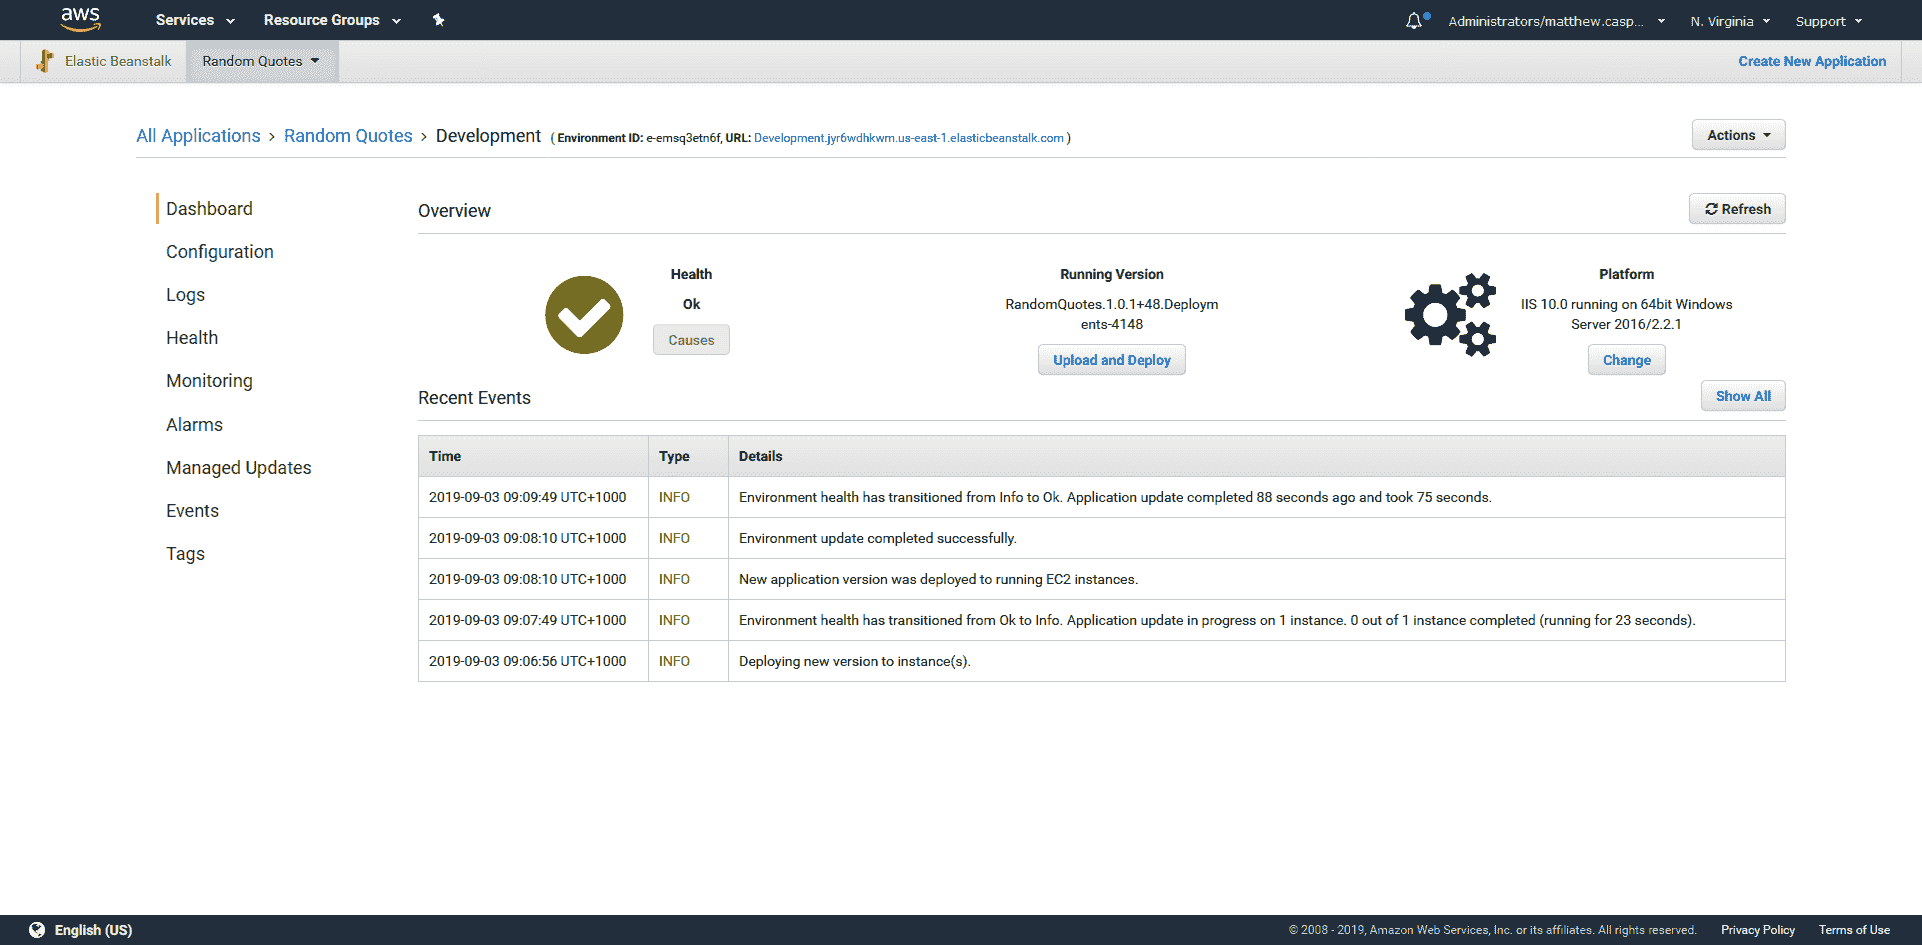 aws Services Resource Groups Administrators/matthew.casp... N. Virginia Support
Elastic Beanstalk Random Quotes Create New Application
All Applications > Random Quotes > Development ( Environment ID: e-emsq3etn6f, URL: Development.jyr6wdhkwm.us-east-1.elasticbeanstalk.com ) Actions
Dashboard
Configuration
Logs
Health
Monitoring
Alarms
Managed Updates
Events
Tags
Overview Refresh
Health
Ok
Causes
Running Version
RandomQuotes.1.0.1+48.Deploym
ents-4148
Upload and Deploy
Platform
IIS 10.0 running on 64bit Windows
Server 2016/2.2.1
Change
Recent Events Show All
Time Type Details
2019-09-03 09:09:49 UTC+1000 INFO Environment health has transitioned from Info to Ok. Application update completed 88 seconds ago and took 75 seconds.
2019-09-03 09:08:10 UTC+1000 INFO Environment update completed successfully.
2019-09-03 09:08:10 UTC+1000 INFO New application version was deployed to running EC2 instances.
2019-09-03 09:07:49 UTC+1000 INFO Environment health has transitioned from Ok to Info. Application update in progress on 1 instance. 0 out of 1 instance completed (running for 23 seconds).
2019-09-03 09:06:56 UTC+1000 INFO Deploying new version to instance(s).
English (US) © 2008 - 2019, Amazon Web Services, Inc. or its affiliates. All rights reserved. Privacy Policy Terms of Use